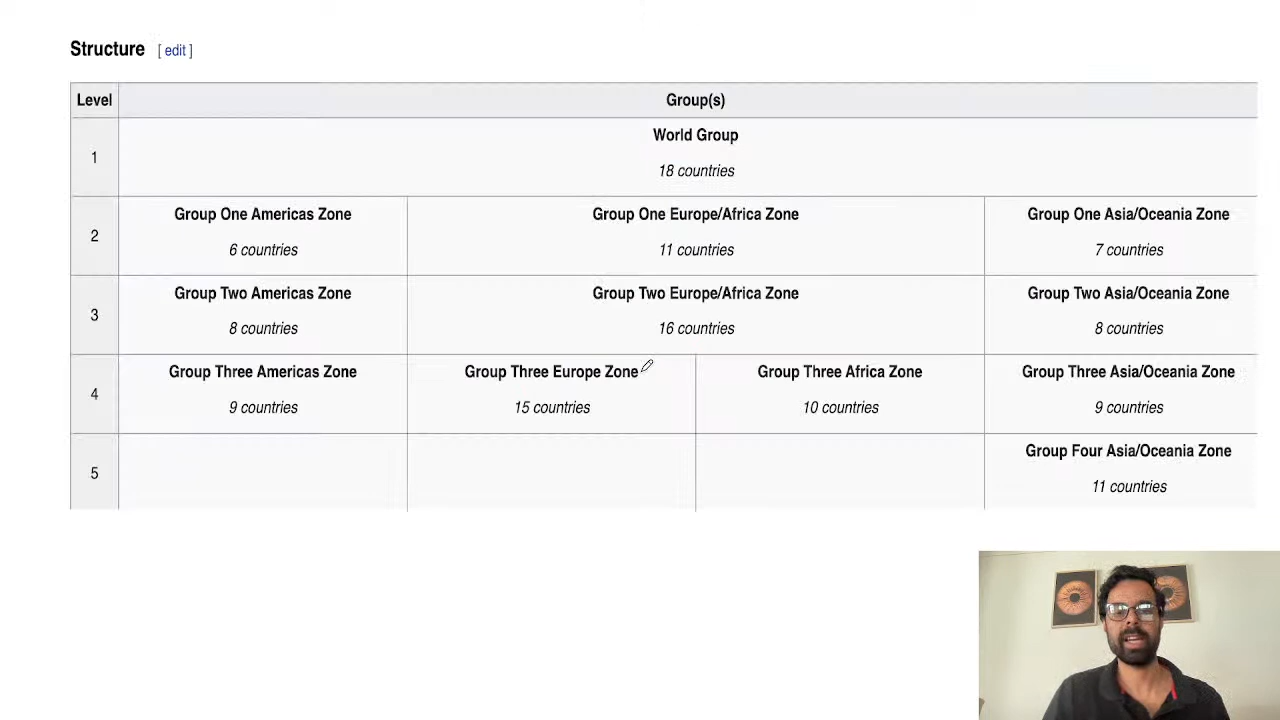 Structure [ edit ]
Level Group(s)
1
World Group
18 countries
2
Group One Americas Zone
6 countries
Group One Europe/Africa Zone
11 countries
Group One Asia/Oceania Zone
7 countries
3
Group Two Americas Zone
8 countries
Group Two Europe/Africa Zone
16 countries
Group Two Asia/Oceania Zone
8 countries
4
Group Three Americas Zone
9 countries
Group Three Europe Zone
15 countries
Group Three Africa Zone
10 countries
Group Three Asia/Oceania Zone
9 countries
5
Group Four Asia/Oceania Zone
11 countries